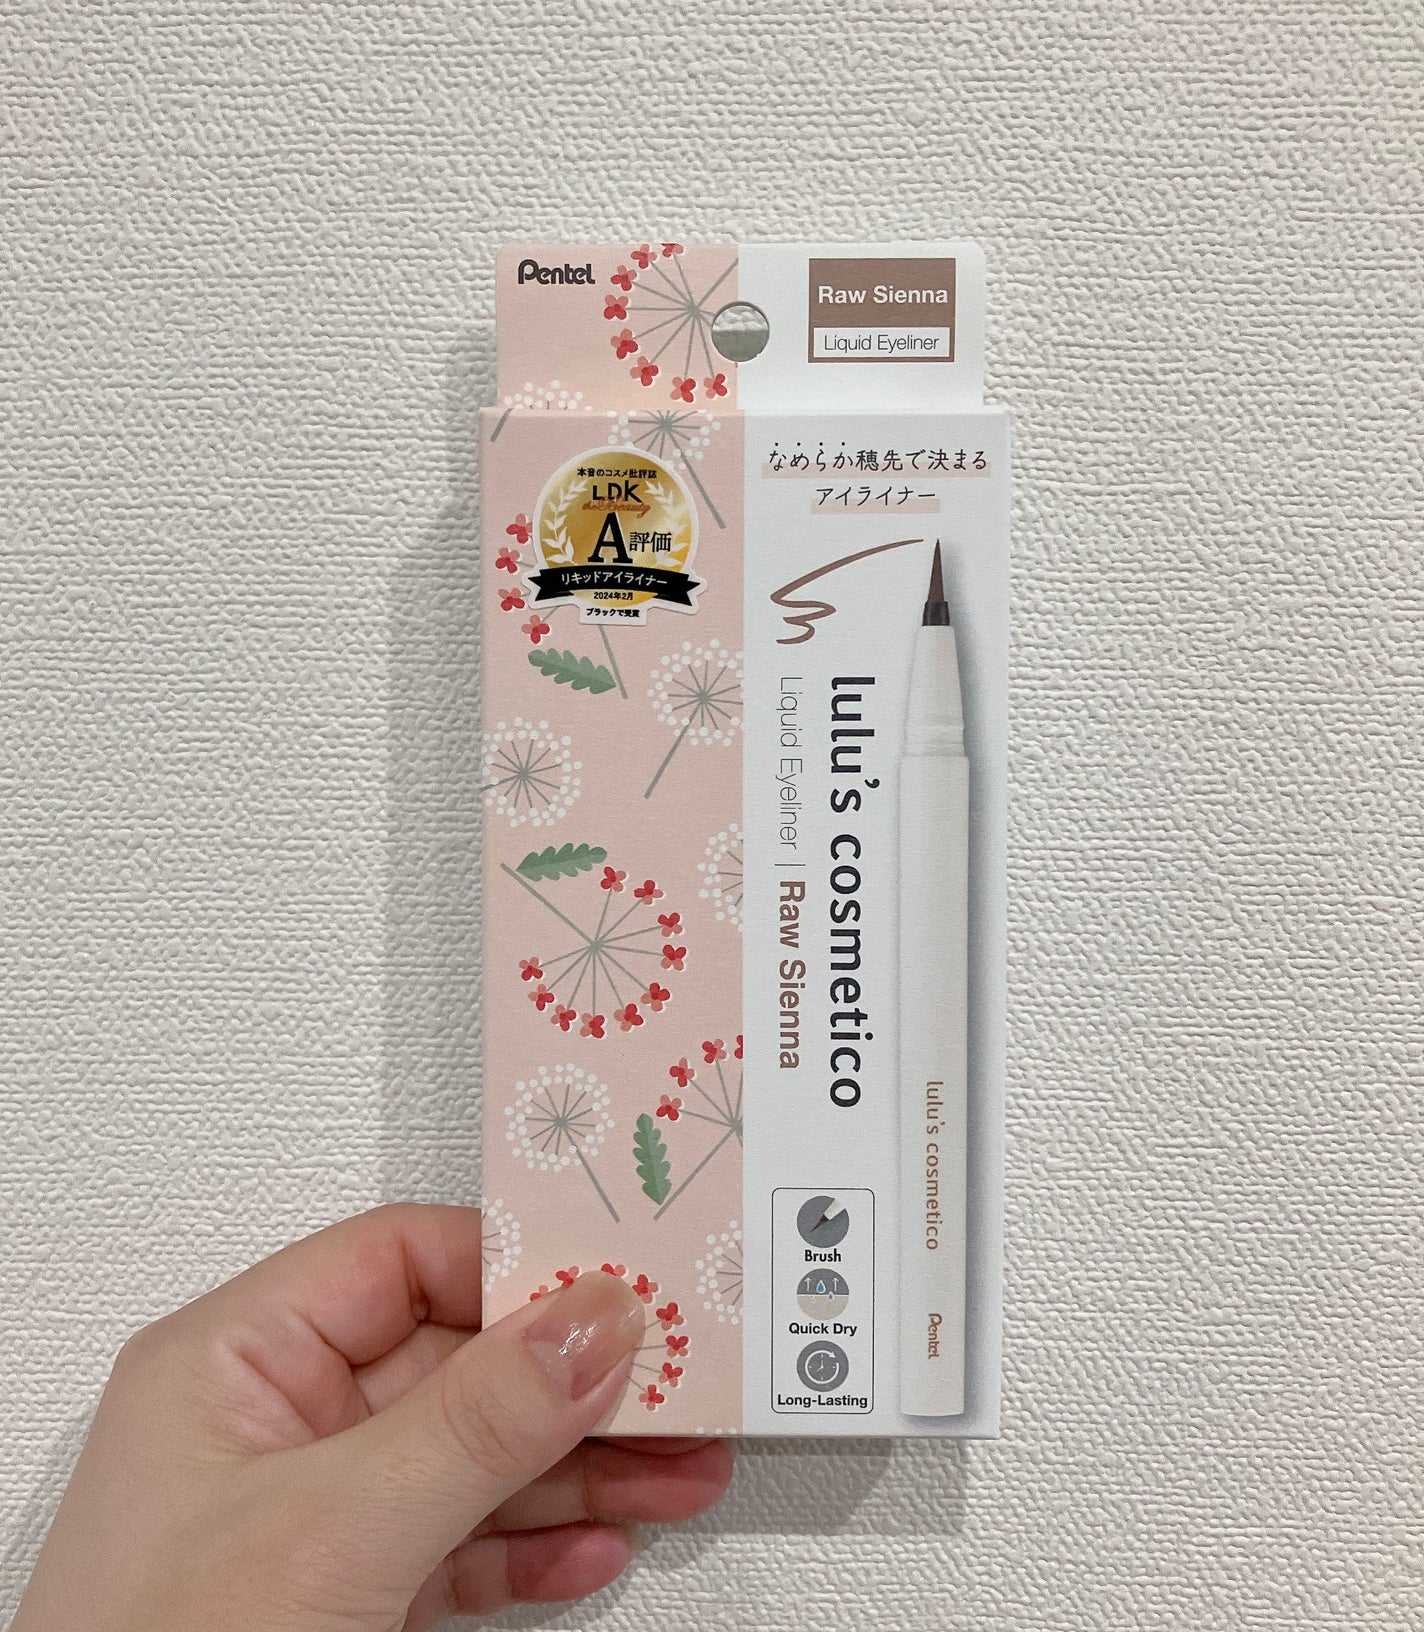 Pentel
Raw Sienna
Liquid Eyeliner
本音のコスメ批評誌
LDK
the Beauty
A評価
リキッドアイライナー
2024年2月
ブラックで受賞
なめらか穂先で決まる
アイライナー
lulu's cosmetico
Liquid Eyeliner | Raw Sienna
lulu's cosmetico
Pentel
Brush
Quick Dry
Long-Lasting